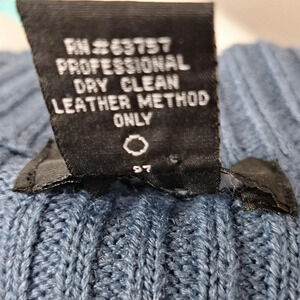 RN#63757
PROFESSIONAL
DRY CLEAN
LEATHER METHOD
ONLY
97